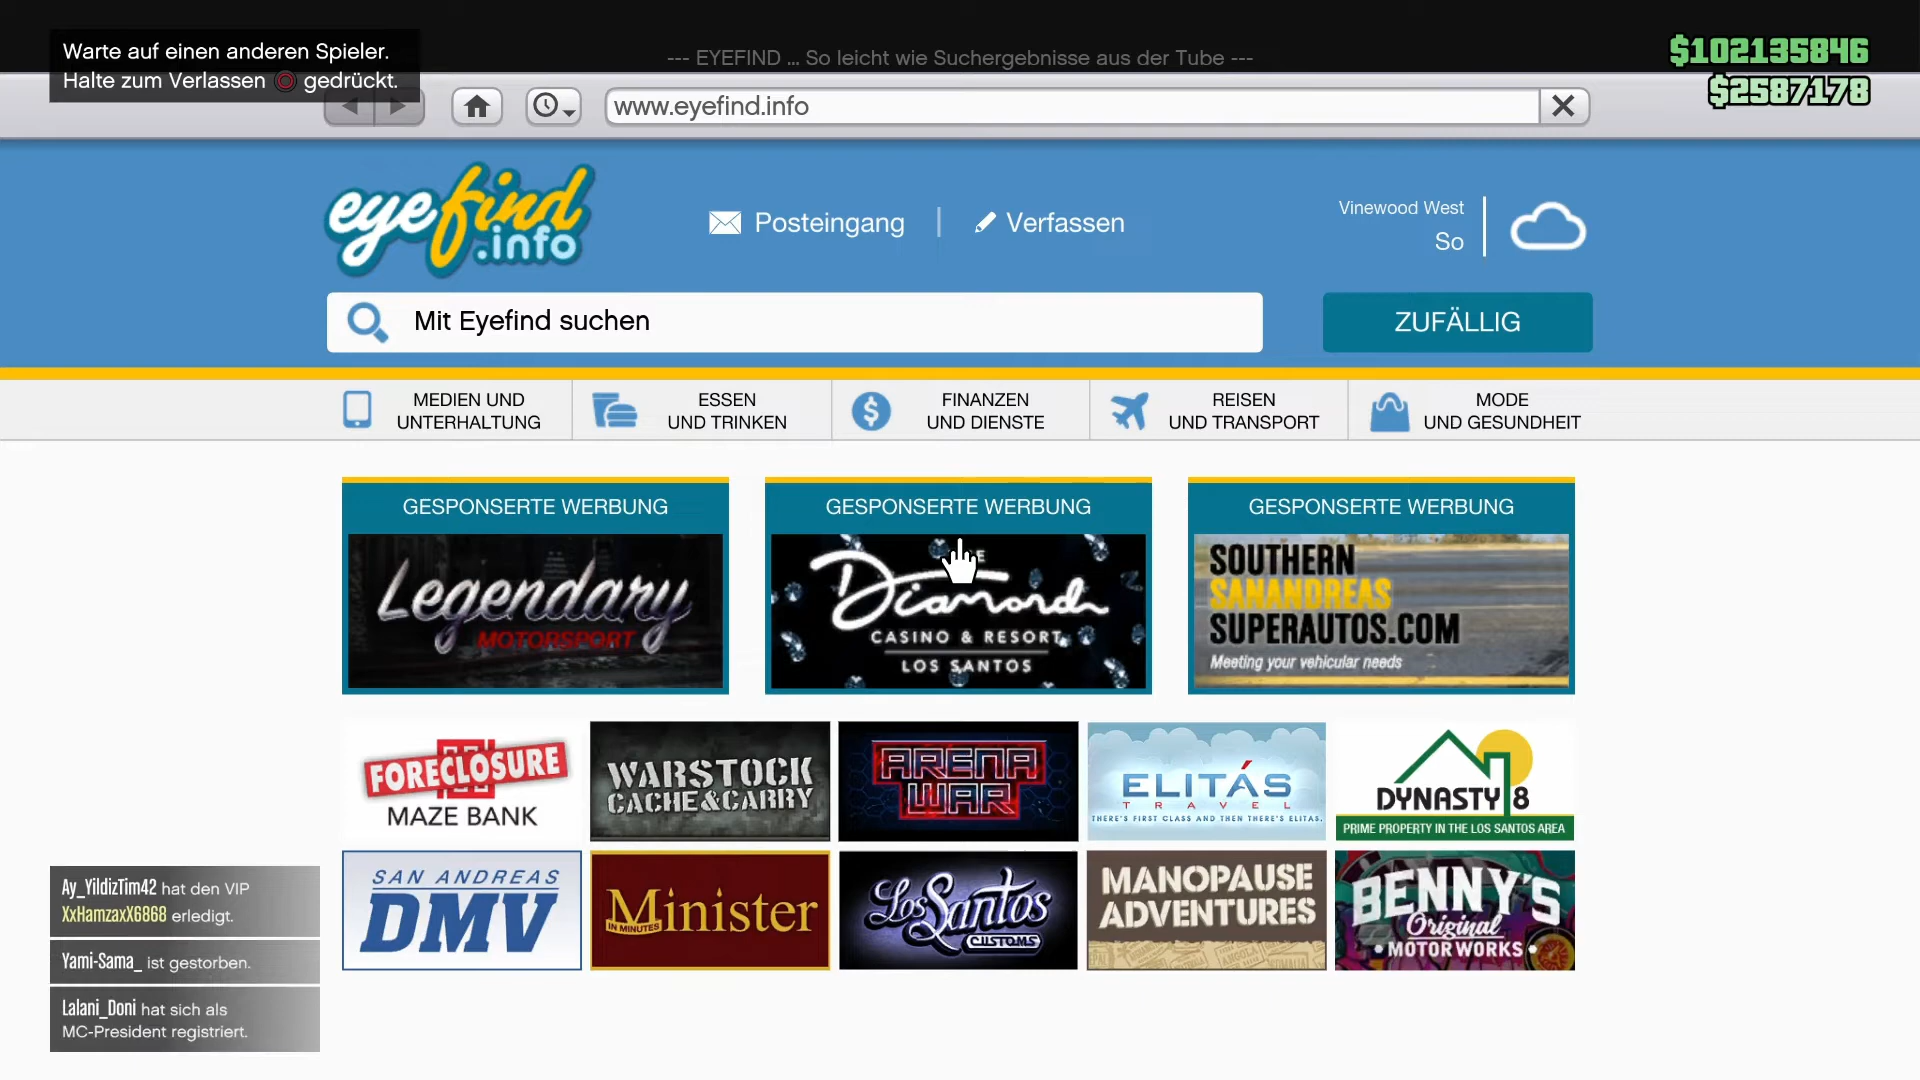 Warte auf einen anderen Spieler.
Halte zum Verlassen gedrückt.
--- EYEFIND ... So leicht wie Suchergebnisse aus der Tube ---
$102135846
$2587178
www.eyefind.info
eyefind
.info
Posteingang
Verfassen
Vinewood West
So
Mit Eyefind suchen
ZUFÄLLIG
MEDIEN UND
UNTERHALTUNG
ESSEN
UND TRINKEN
FINANZEN
UND DIENSTE
REISEN
UND TRANSPORT
MODE
UND GESUNDHEIT
GESPONSERTE WERBUNG
Legendary
MOTORSPORT
GESPONSERTE WERBUNG
Diamond
CASINO & RESORT
LOS SANTOS
GESPONSERTE WERBUNG
SOUTHERN
SANANDREAS
SUPERAUTOS.COM
Meeting your vehicular needs
FORECLOSURE
MAZE BANK
WARSTOCK
CACHE&CARRY
ARENA
WAR
ELITÁS
TRAVEL
THERE'S FIRST CLASS AND THEN THERE'S ELITAS.
DYNASTY 8
PRIME PROPERTY IN THE LOS SANTOS AREA
SAN ANDREAS
DMV
Minister
IN MINUTES
Los Santos
CUSTOMS
MANOPAUSE
ADVENTURES
BENNY'S
Original
MOTOR WORKS
Ay_YildizTim42 hat den VIP
XxHamzaxX6868 erledigt.
Yami-Sama_ ist gestorben.
Lalani_Doni hat sich als
MC-President registriert.